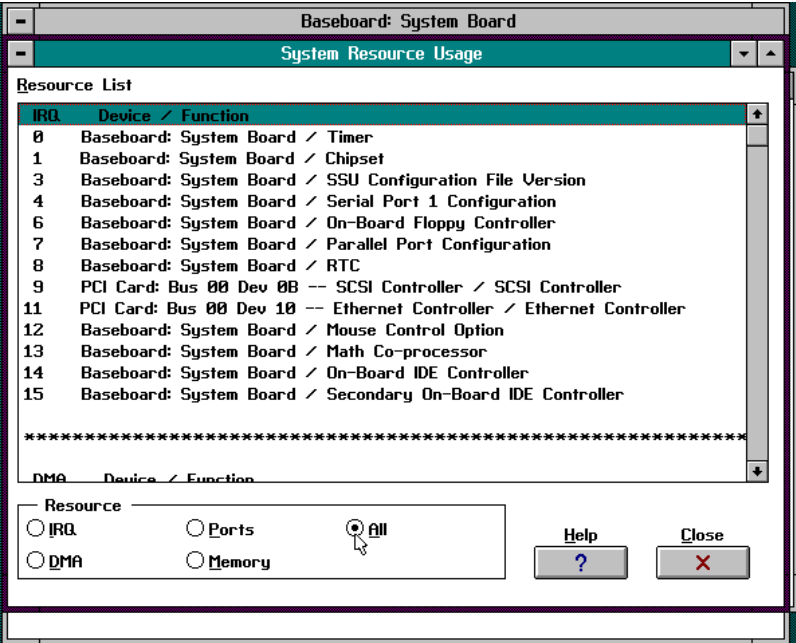 Baseboard: System Board
System Resource Usage
Resource List
IRQ Device / Function
0 Baseboard: System Board / Timer
1 Baseboard: System Board / Chipset
3 Baseboard: System Board / SSU Configuration File Version
4 Baseboard: System Board / Serial Port 1 Configuration
6 Baseboard: System Board / On-Board Floppy Controller
7 Baseboard: System Board / Parallel Port Configuration
8 Baseboard: System Board / RTC
9 PCI Card: Bus 00 Dev 0B -- SCSI Controller / SCSI Controller
11 PCI Card: Bus 00 Dev 10 -- Ethernet Controller / Ethernet Controller
12 Baseboard: System Board / Mouse Control Option
13 Baseboard: System Board / Math Co-processor
14 Baseboard: System Board / On-Board IDE Controller
15 Baseboard: System Board / Secondary On-Board IDE Controller
************************************************************
DMA Device / Function
Resource
IRQ Ports All
DMA Memory
Help Close
? X